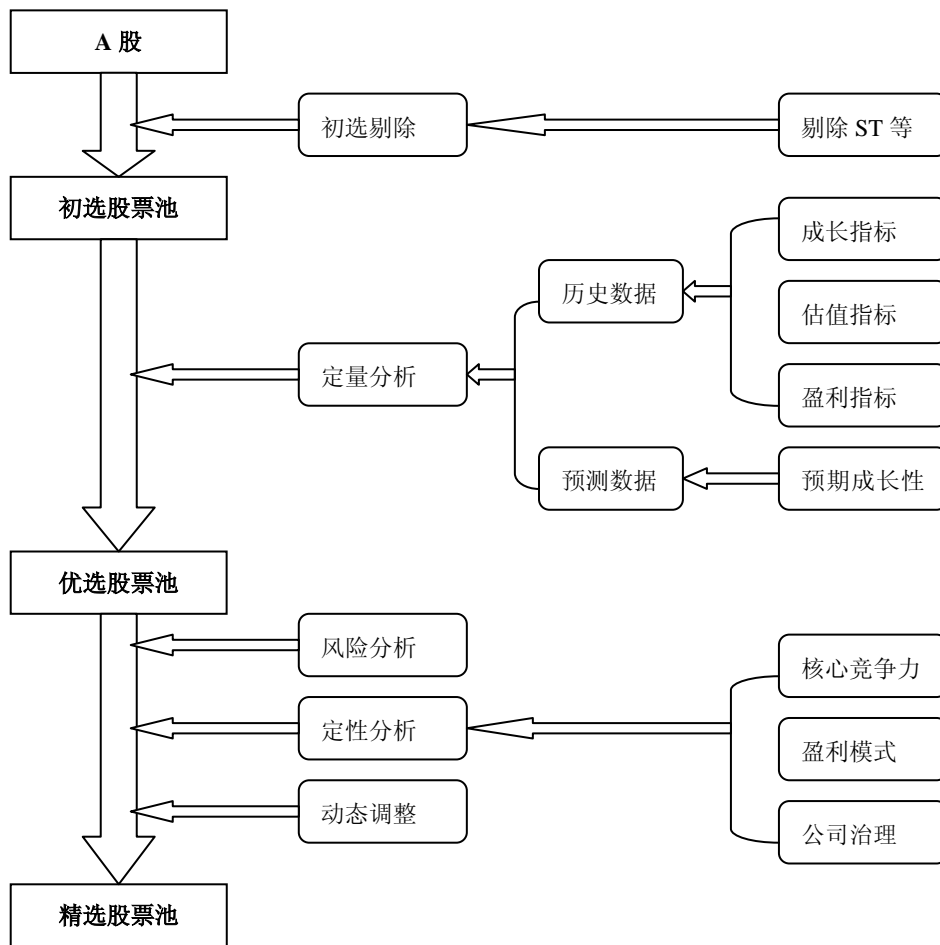 A 股
初选剔除
剔除 ST 等
初选股票池
成长指标
历史数据
估值指标
定量分析
盈利指标
预测数据
预期成长性
优选股票池
风险分析
核心竞争力
定性分析
盈利模式
动态调整
公司治理
精选股票池